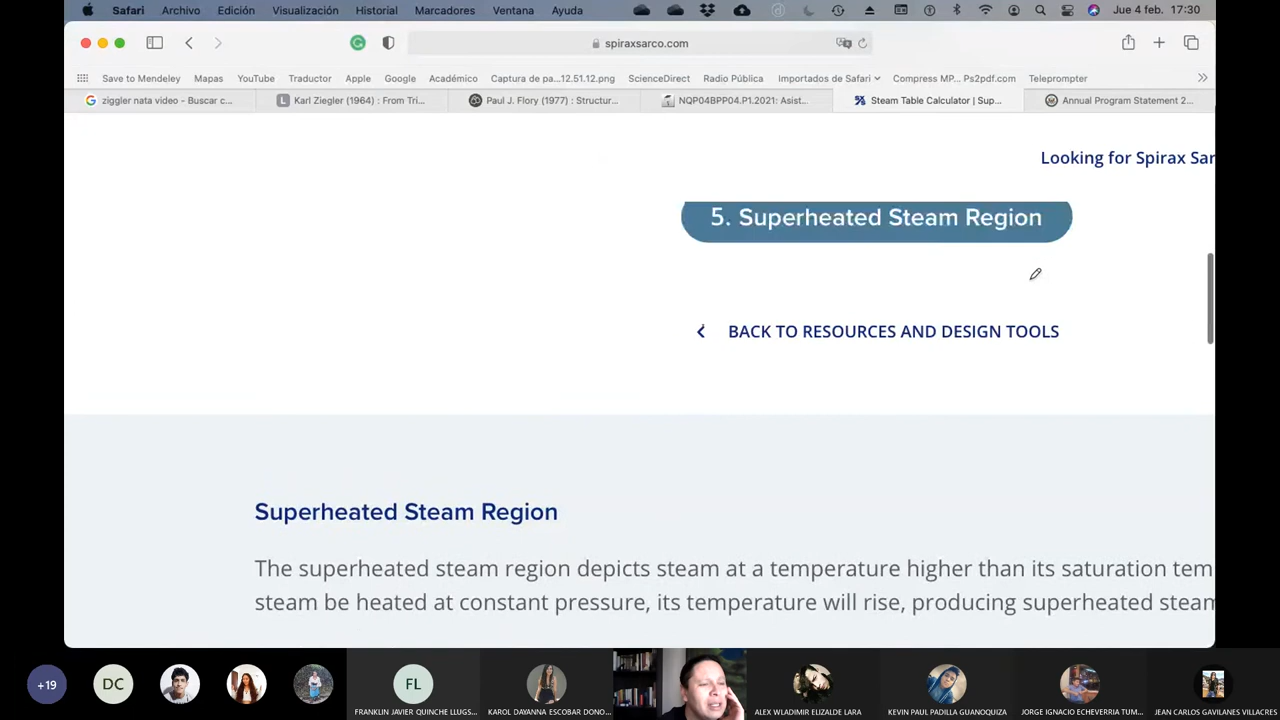 Safari Archivo Edición Visualización Historial Marcadores Ventana Ayuda Jue 4 feb. 17:30
spiraxsarco.com
Save to Mendeley Mapas YouTube Traductor Apple Google Académico Captura de pa...12.51.12.png ScienceDirect Radio Pública Importados de Safari Compress MP... Ps2pdf.com Teleprompter
ziggler nata video - Buscar c... Karl Ziegler (1964) : From Tri... Paul J. Flory (1977) : Structur... NQP04BPP04.P1.2021: Asist... Steam Table Calculator | Sup... Annual Program Statement 2...
Looking for Spirax Sar
5. Superheated Steam Region
BACK TO RESOURCES AND DESIGN TOOLS
Superheated Steam Region
The superheated steam region depicts steam at a temperature higher than its saturation tem
steam be heated at constant pressure, its temperature will rise, producing superheated steam
+19 DC FL
FRANKLIN JAVIER QUINCHE LLUGS... KAROL DAYANNA ESCOBAR DONO... ALEX WLADIMIR ELIZALDE LARA KEVIN PAUL PADILLA GUANOQUIZA JORGE IGNACIO ECHEVERRIA TUM... JEAN CARLOS GAVILANES VILLACRES